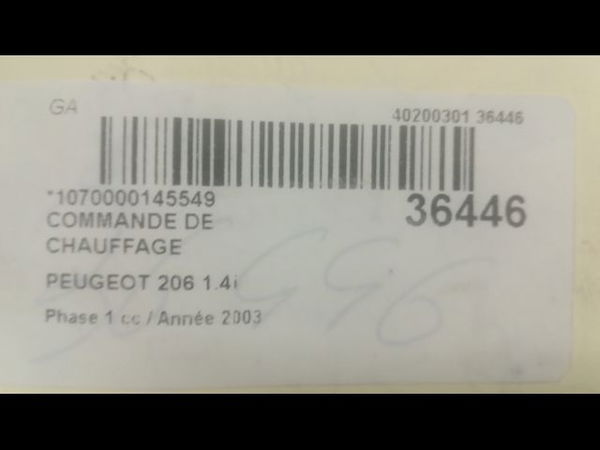 GA
40200301 36446
*1070000145549
36446
COMMANDE DE
CHAUFFAGE
PEUGEOT 206 1.4i
Phase 1 cc / Année 2003